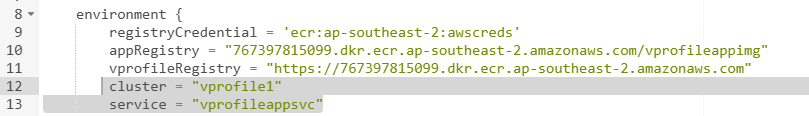 8 environment {
9 registryCredential = 'ecr:ap-southeast-2:awscreds'
10 appRegistry = "767397815099.dkr.ecr.ap-southeast-2.amazonaws.com/vprofileappimg"
11 vprofileRegistry = "https://767397815099.dkr.ecr.ap-southeast-2.amazonaws.com"
12 cluster = "vprofile1"
13 service = "vprofileappsvc"